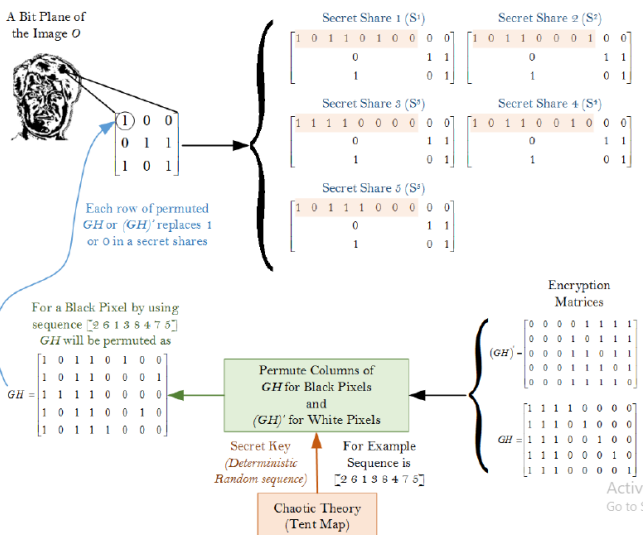 A Bit Plane of
the Image O
1 0 0
0 1 1
1 0 1
Secret Share 1 (S¹)
1 0 1 1 0 1 0 0 0 0
0 1 1
1 0 1
Secret Share 2 (S²)
1 0 1 1 0 0 0 1 0 0
0 1 1
1 0 1
Secret Share 3 (S³)
1 1 1 1 0 0 0 0 0 0
0 1 1
1 0 1
Secret Share 4 (S⁴)
1 0 1 1 0 0 1 0 0 0
0 1 1
1 0 1
Secret Share 5 (S⁵)
1 0 1 1 1 0 0 0 0 0
0 1 1
1 0 1
Each row of permuted
GH or (GH)′ replaces 1
or 0 in a secret shares
For a Black Pixel by using
sequence [2 6 1 3 8 4 7 5]
GH will be permuted as
GH =
1 0 1 1 0 1 0 0
1 0 1 1 0 0 0 1
1 1 1 1 0 0 0 0
1 0 1 1 0 0 1 0
1 0 1 1 1 0 0 0
Permute Columns of
GH for Black Pixels
and
(GH)′ for White Pixels
Secret Key
(Deterministic
Random sequence)
For Example
Sequence is
[2 6 1 3 8 4 7 5]
Chaotic Theory
(Tent Map)
Encryption
Matrices
(GH)′ =
0 0 0 0 1 1 1 1
0 0 0 1 0 1 1 1
0 0 0 1 1 0 1 1
0 0 0 1 1 1 0 1
0 0 0 1 1 1 1 0
GH =
1 1 1 1 0 0 0 0
1 1 1 0 1 0 0 0
1 1 1 0 0 1 0 0
1 1 1 0 0 0 1 0
1 1 1 0 0 0 0 1
Activ
Go to S